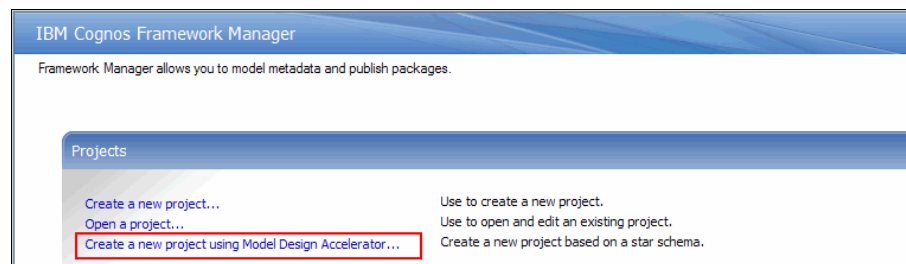 IBM Cognos Framework Manager
Framework Manager allows you to model metadata and publish packages.
Projects
Create a new project... Use to create a new project.
Open a project... Use to open and edit an existing project.
Create a new project using Model Design Accelerator... Create a new project based on a star schema.